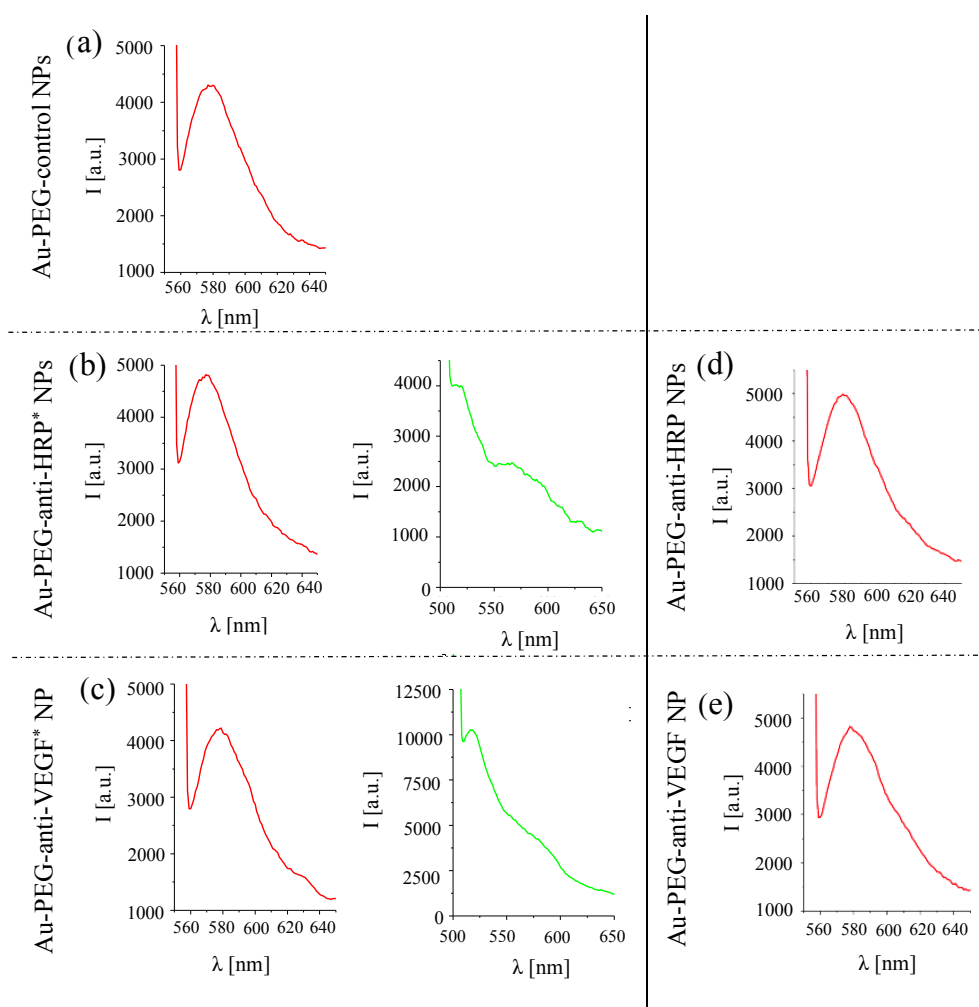 (a)
Au-PEG-control NPs
I [a.u.]
5000
4000
3000
2000
1000
560 580 600 620 640
λ [nm]
(b)
Au-PEG-anti-HRP* NPs
I [a.u.]
5000
4000
3000
2000
1000
560 580 600 620 640
λ [nm]
I [a.u.]
4000
3000
2000
1000
0
500 550 600 650
λ [nm]
(d)
Au-PEG-anti-HRP NPs
I [a.u.]
5000
4000
3000
2000
1000
560 580 600 620 640
λ [nm]
(c)
Au-PEG-anti-VEGF* NP
I [a.u.]
5000
4000
3000
2000
1000
560 580 600 620 640
λ [nm]
I [a.u.]
12500
10000
7500
5000
2500
0
500 550 600 650
λ [nm]
(e)
Au-PEG-anti-VEGF NP
I [a.u.]
5000
4000
3000
2000
1000
560 580 600 620 640
λ [nm]